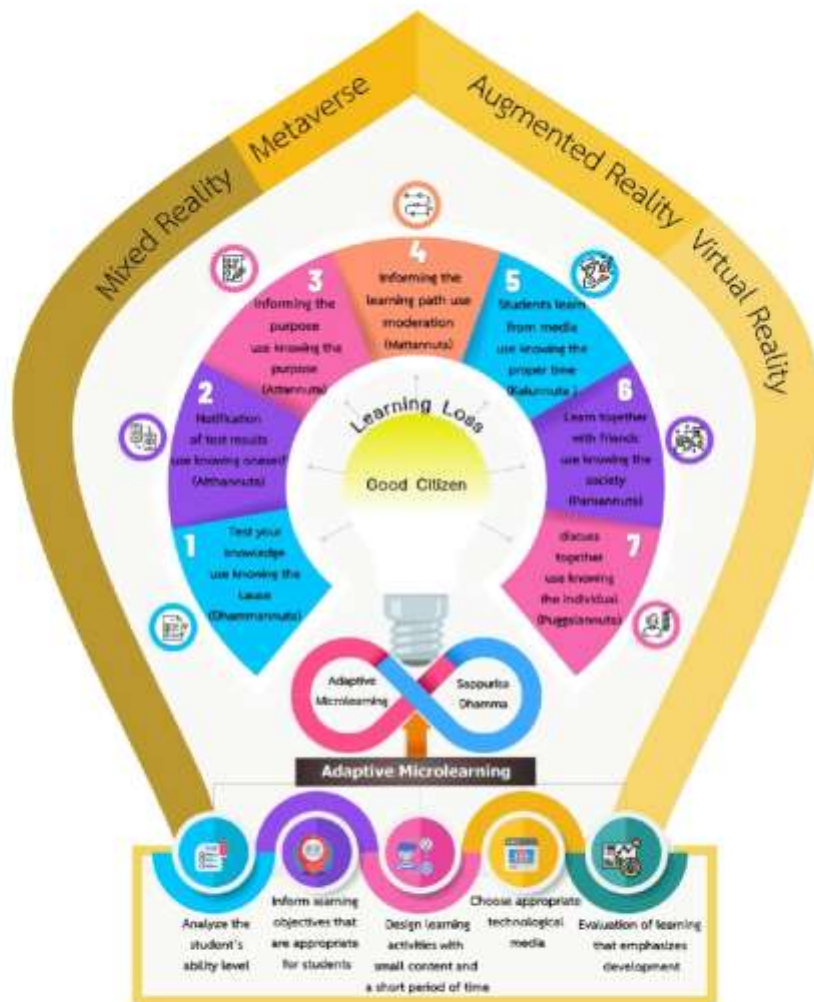 Mixed Reality
Metaverse
Augmented Reality
Virtual Reality
1
Test your
knowledge
use knowing the
cause
(Dhammannuta)
2
Notification
of test results
use knowing oneself
3
Informing the
purpose
use knowing the
purpose
4
Informing the
learning path use
moderation
(Mattannuta)
5
Students learn
from media
use knowing the
proper time
6
Learn together
with friends
use knowing the
society
7
discuss
together
use knowing
the individual
Learning Loss
Good Citizen
Adaptive
Microlearning
Sappurisa
Dhamma
Adaptive Microlearning
Analyze the
student's
ability level
Inform learning
objectives that
are appropriate
for students
Design learning
activities with
small content and
a short period of time
Choose appropriate
technological
media
Evaluation of learning
that emphasizes
development